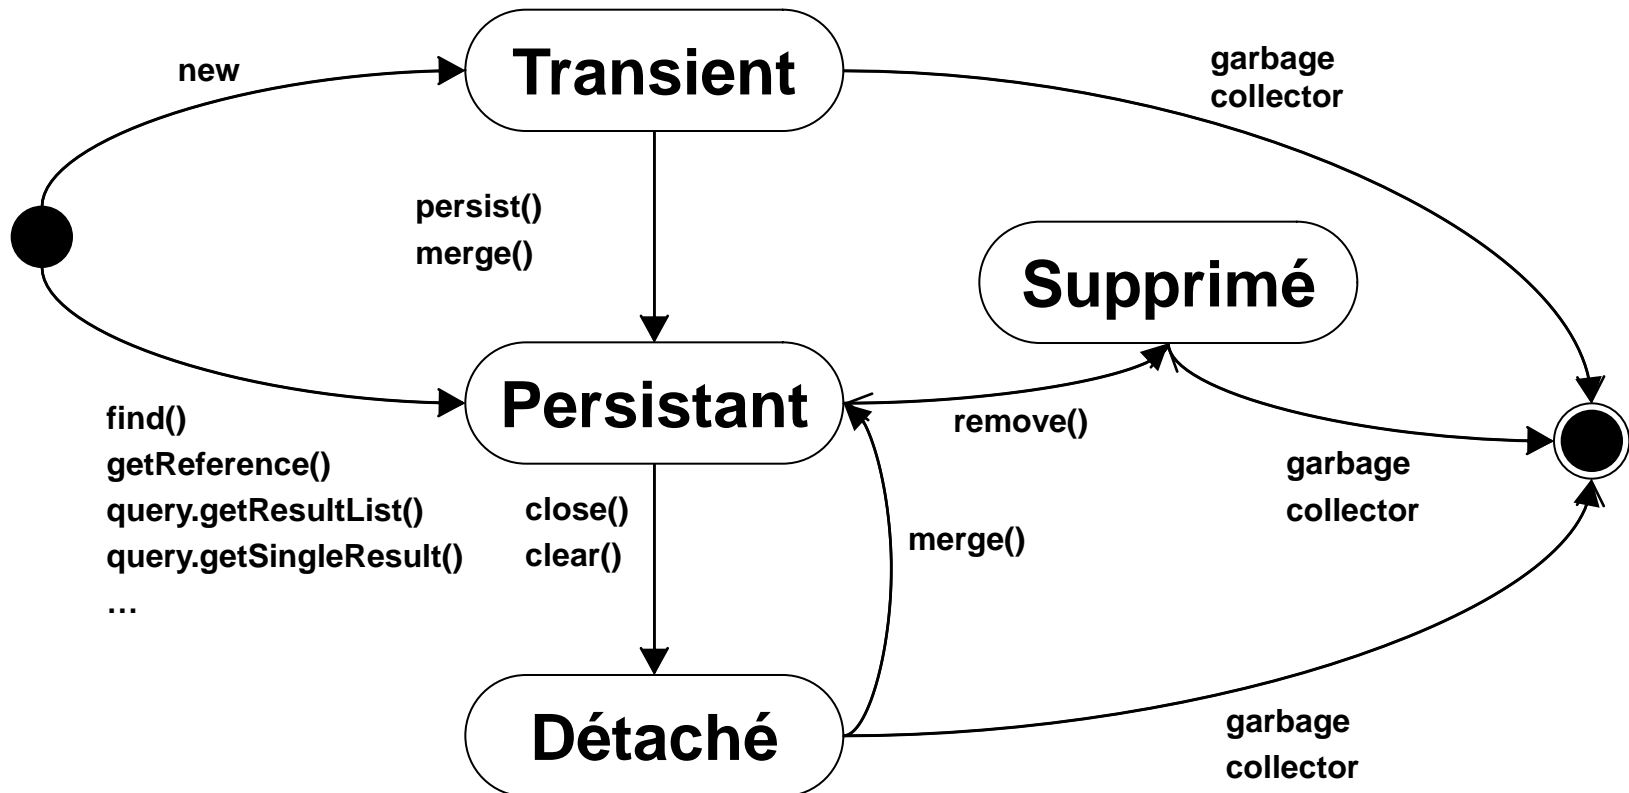 new
Transient
garbage
collector
persist()
merge()
Supprimé
Persistant
find()
getReference()
query.getResultList()
query.getSingleResult()
…
close()
clear()
remove()
merge()
garbage
collector
Détaché
garbage
collector